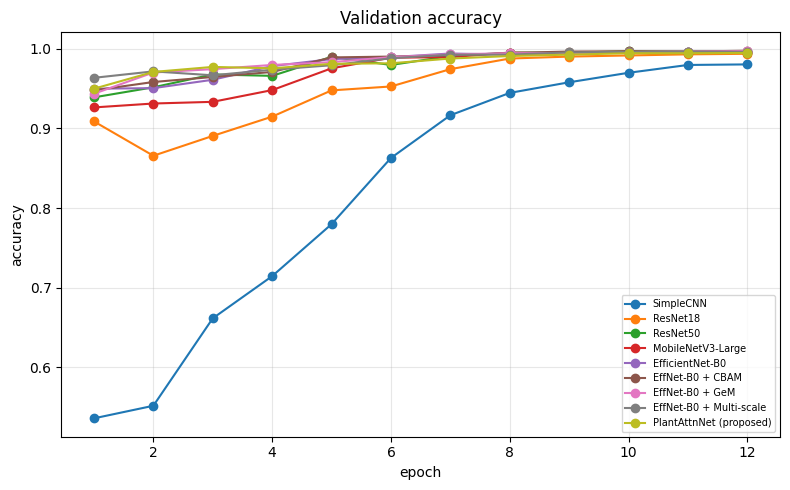 Validation accuracy
accuracy
1.0
0.9
0.8
0.7
0.6
2
4
6
8
10
12
epoch
SimpleCNN
ResNet18
ResNet50
MobileNetV3-Large
EfficientNet-B0
EffNet-B0 + CBAM
EffNet-B0 + GeM
EffNet-B0 + Multi-scale
PlantAttnNet (proposed)